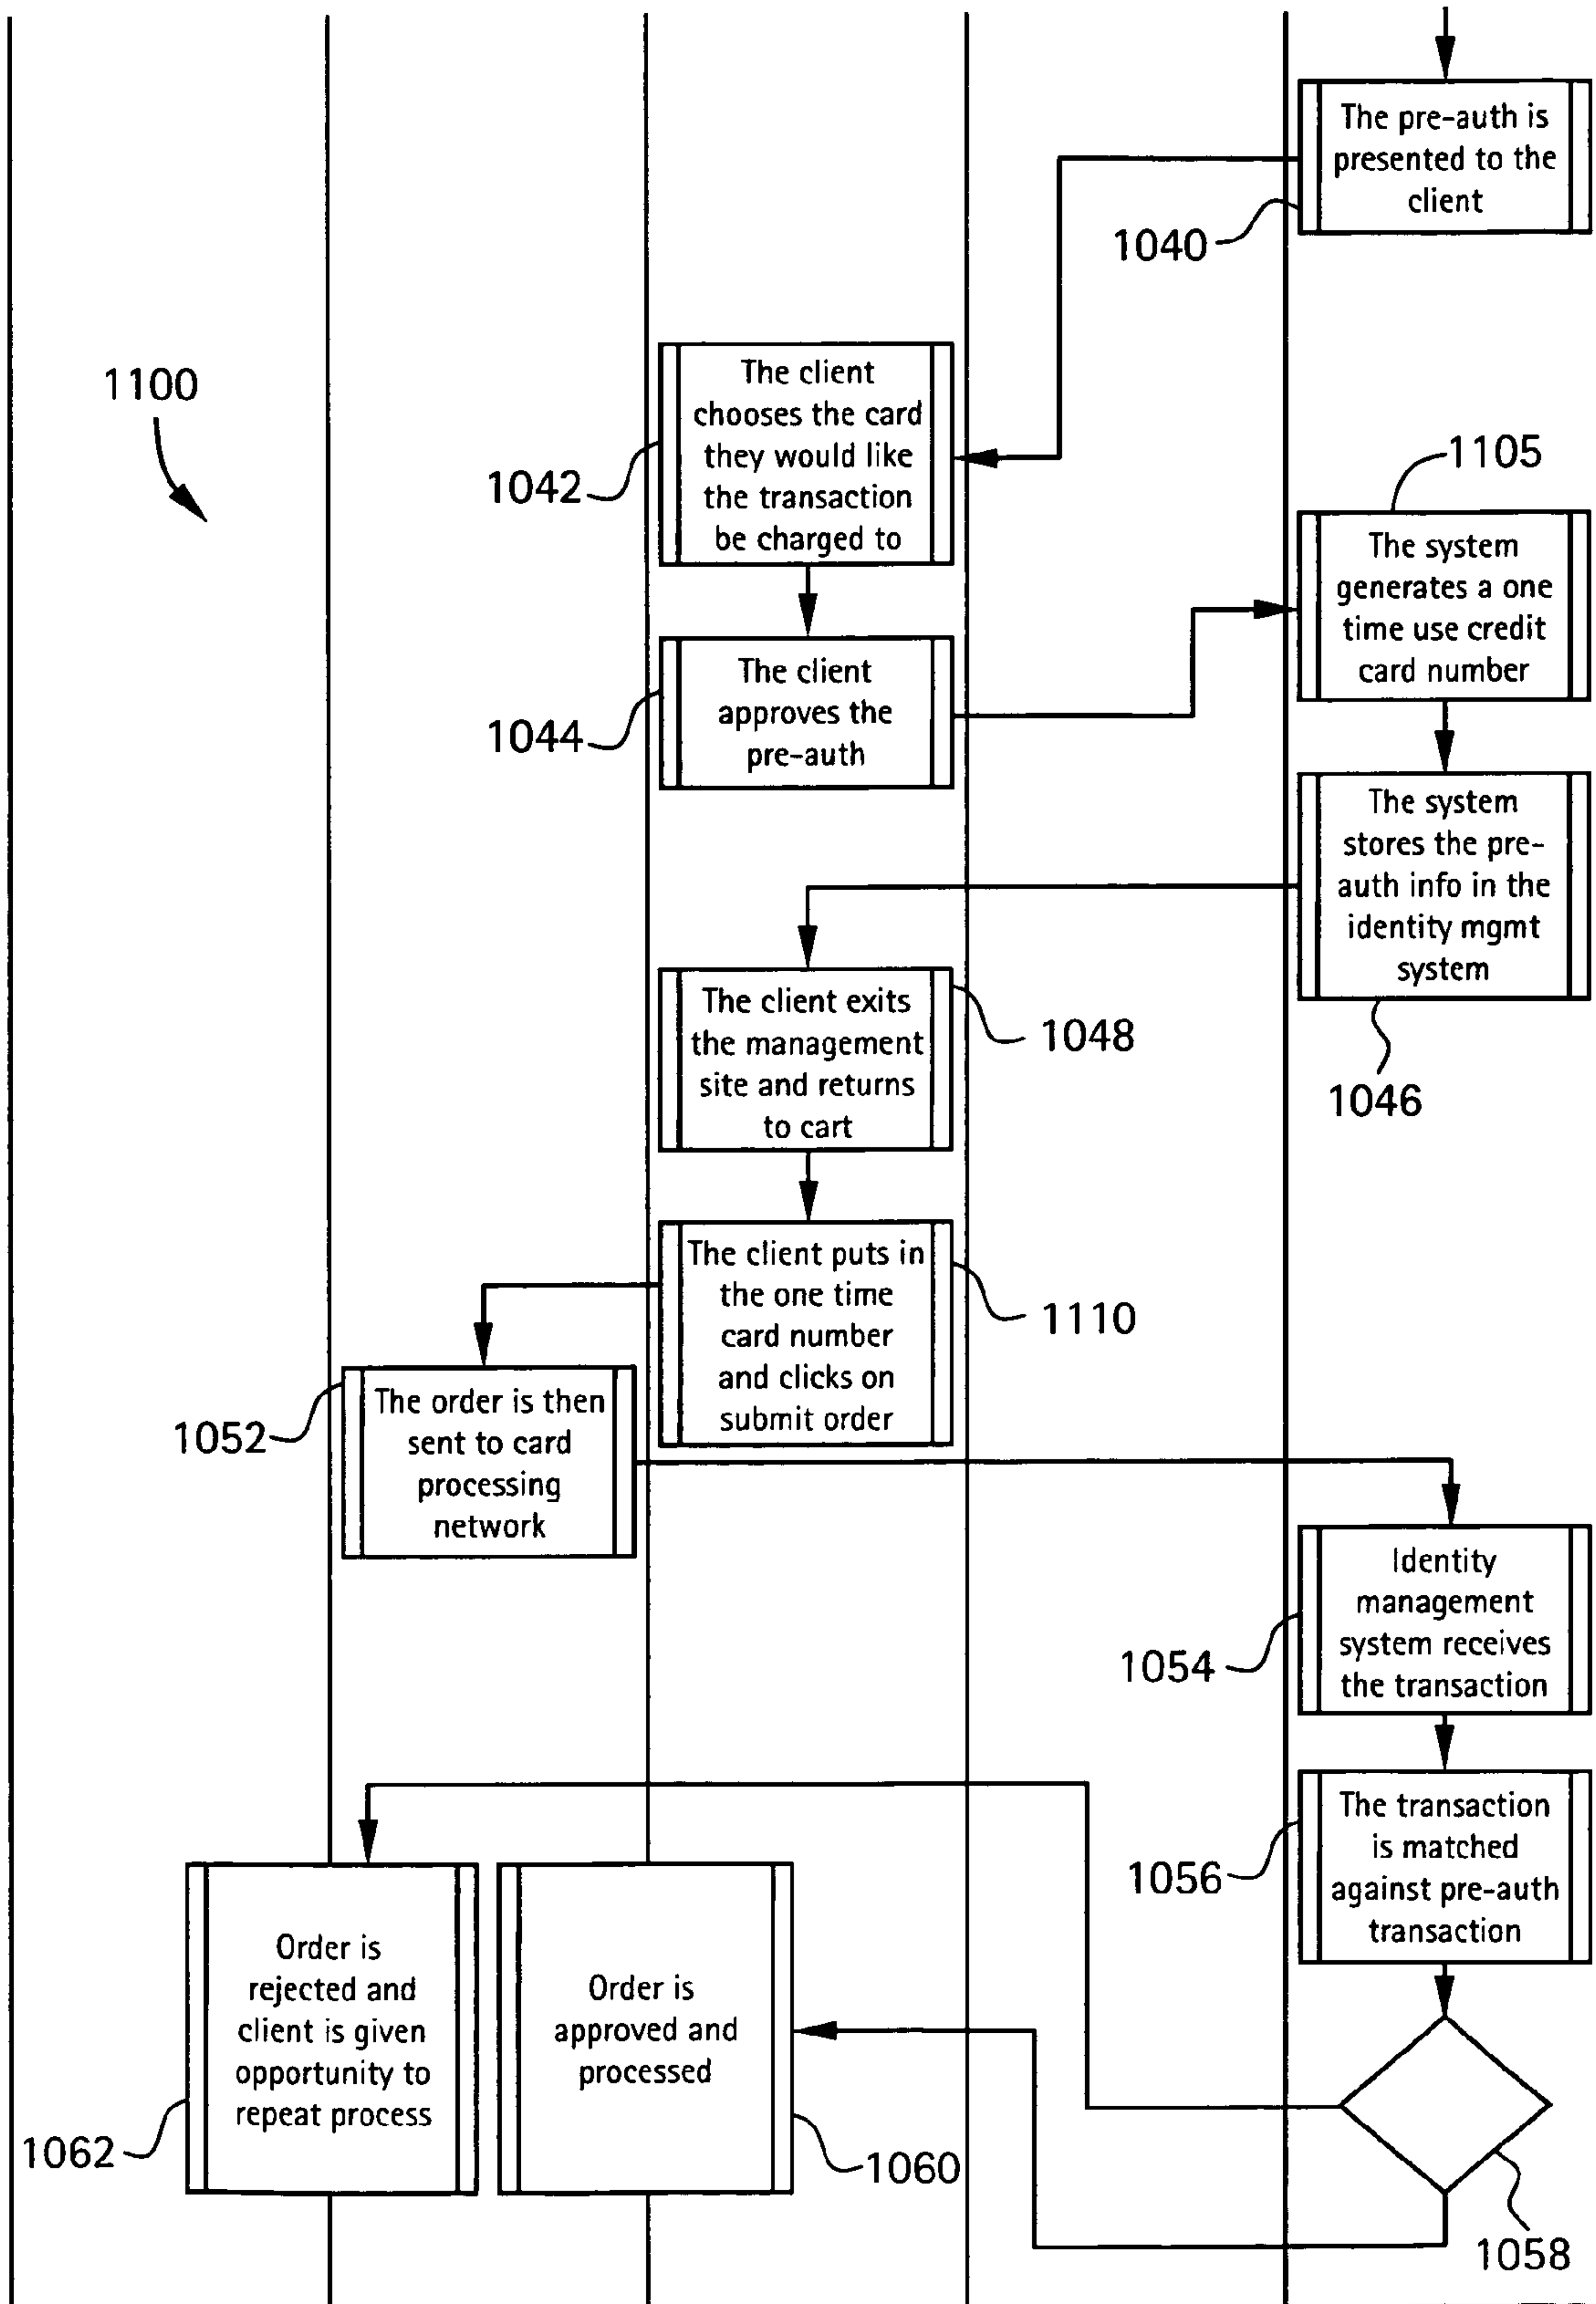 The pre-auth is
presented to the
client
1040
1100
The client
chooses the card
they would like
the transaction
be charged to
1042
1105
The system
generates a one
time use credit
card number
The client
approves the
pre-auth
1044
The system
stores the pre-
auth info in the
identity mgmt
system
1046
The client exits
the management
site and returns
to cart
1048
The client puts in
the one time
card number
and clicks on
submit order
1110
The order is then
sent to card
processing
network
1052
Identity
management
system receives
the transaction
1054
The transaction
is matched
against pre-auth
transaction
1056
Order is
rejected and
client is given
opportunity to
repeat process
1062
Order is
approved and
processed
1060
1058